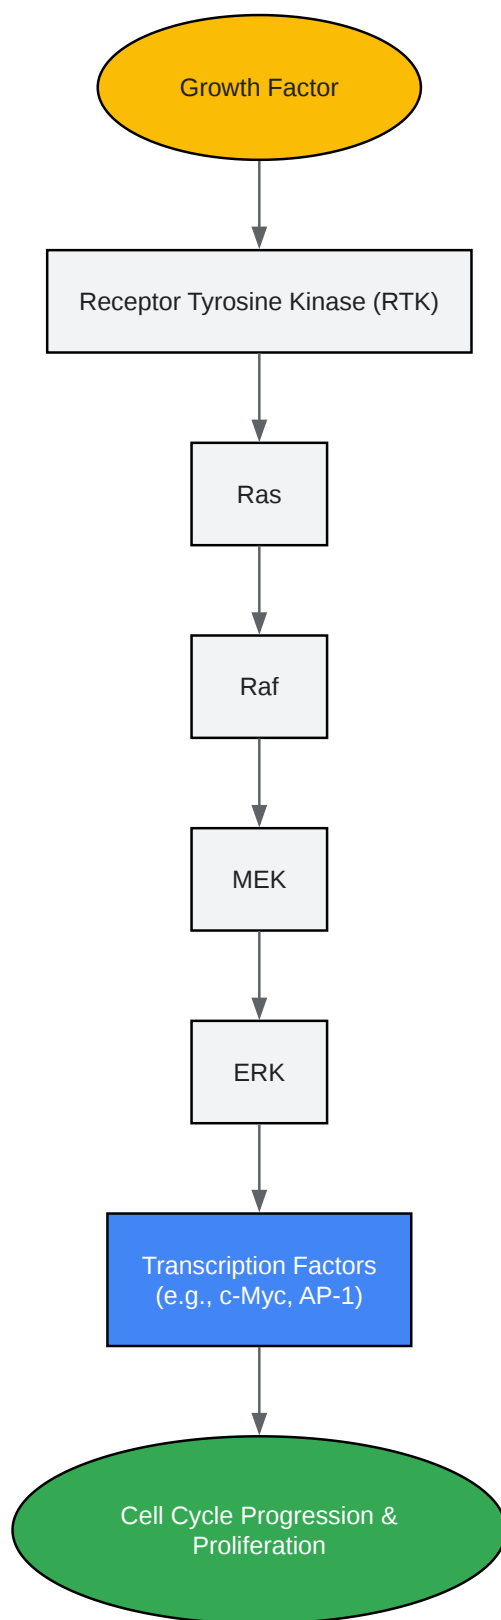 Growth Factor
Receptor Tyrosine Kinase (RTK)
Ras
Raf
MEK
ERK
Transcription Factors
(e.g., c-Myc, AP-1)
Cell Cycle Progression &
Proliferation